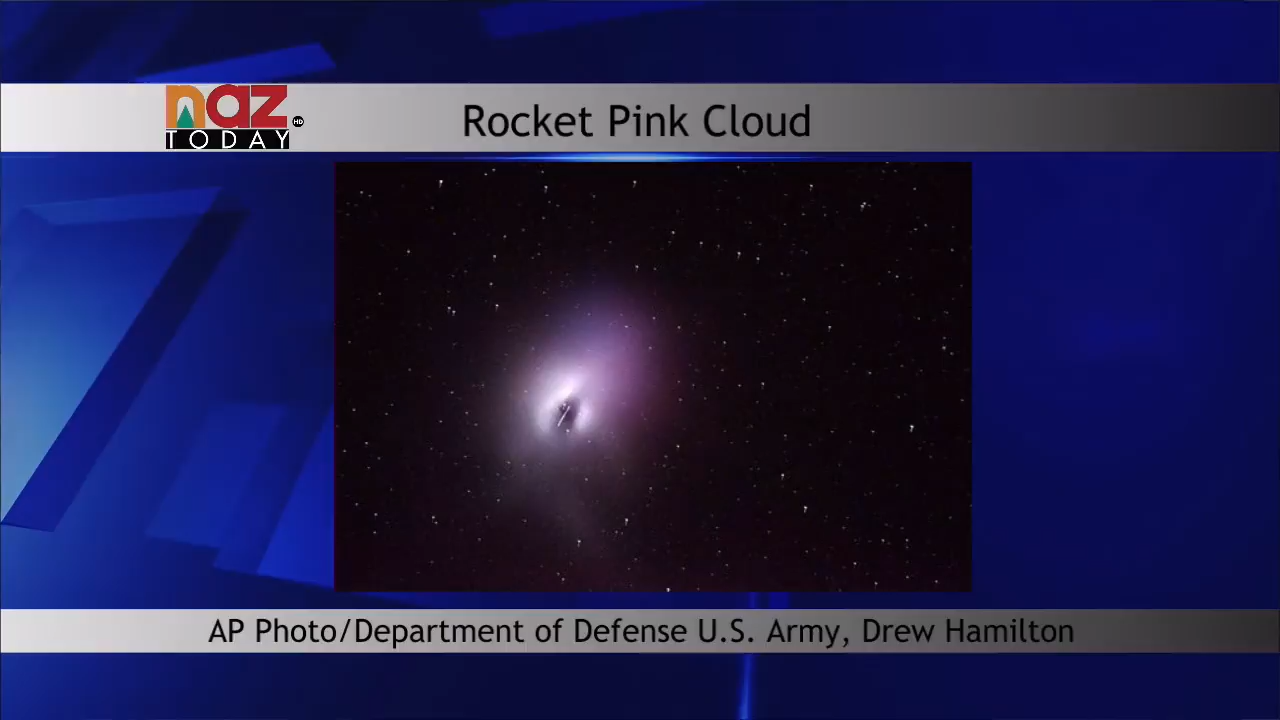 naz
TODAY
HD
Rocket Pink Cloud
AP Photo/Department of Defense U.S. Army, Drew Hamilton